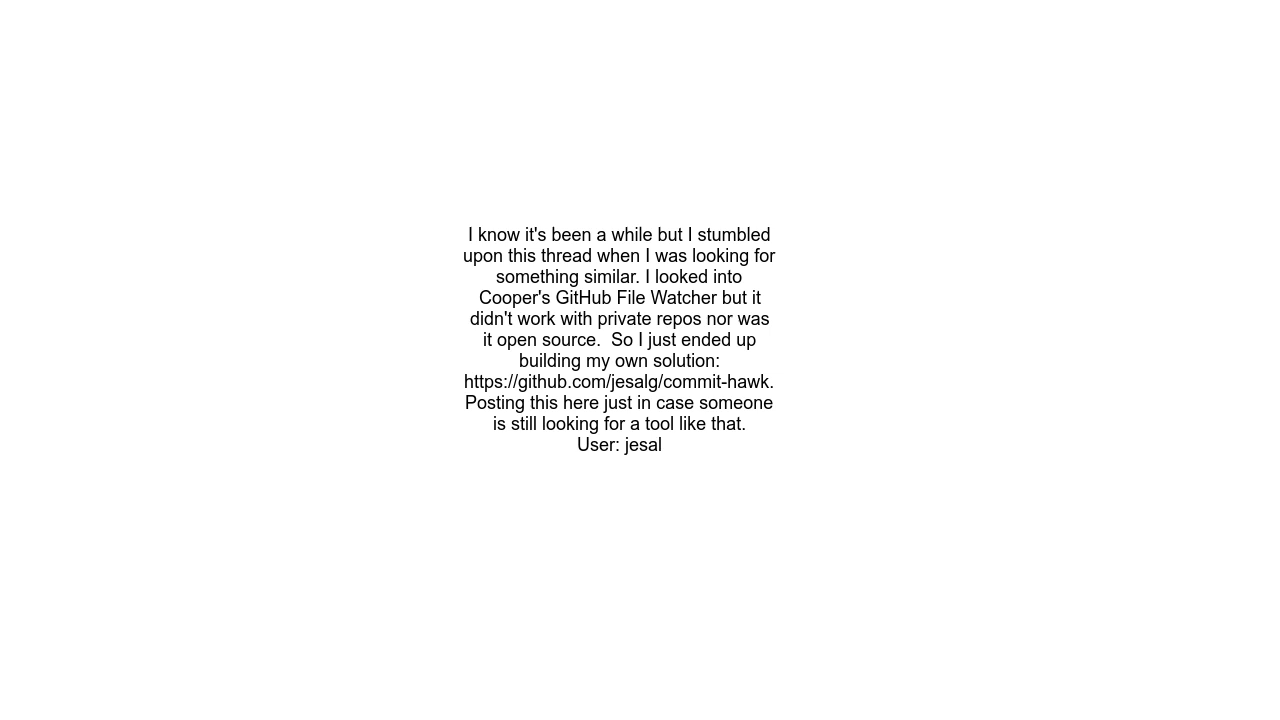 I know it's been a while but I stumbled
upon this thread when I was looking for
something similar. I looked into
Cooper's GitHub File Watcher but it
didn't work with private repos nor was
it open source.  So I just ended up
building my own solution:
https://github.com/jesalg/commit-hawk.
Posting this here just in case someone
is still looking for a tool like that.
User: jesal